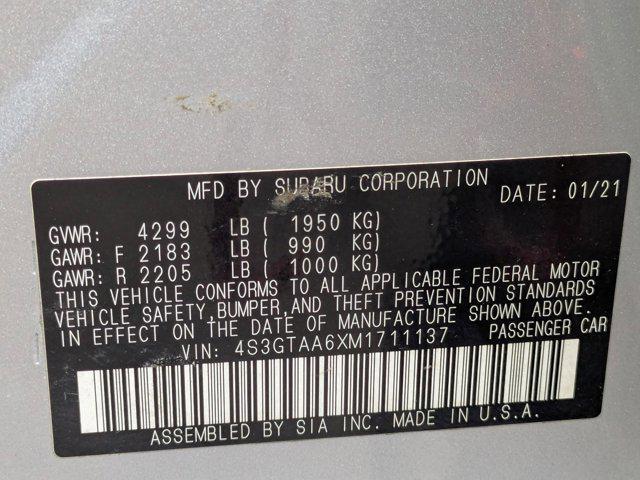 MFD BY SUBARU CORPORATION DATE: 01/21
GVWR: 4299 LB ( 1950 KG)
GAWR: F 2183 LB ( 990 KG)
GAWR: R 2205 LB ( 1000 KG)
THIS VEHICLE CONFORMS TO ALL APPLICABLE FEDERAL MOTOR
VEHICLE SAFETY, BUMPER, AND THEFT PREVENTION STANDARDS
IN EFFECT ON THE DATE OF MANUFACTURE SHOWN ABOVE.
VIN: 4S3GTAA6XM1711137 PASSENGER CAR
ASSEMBLED BY SIA INC. MADE IN U.S.A.